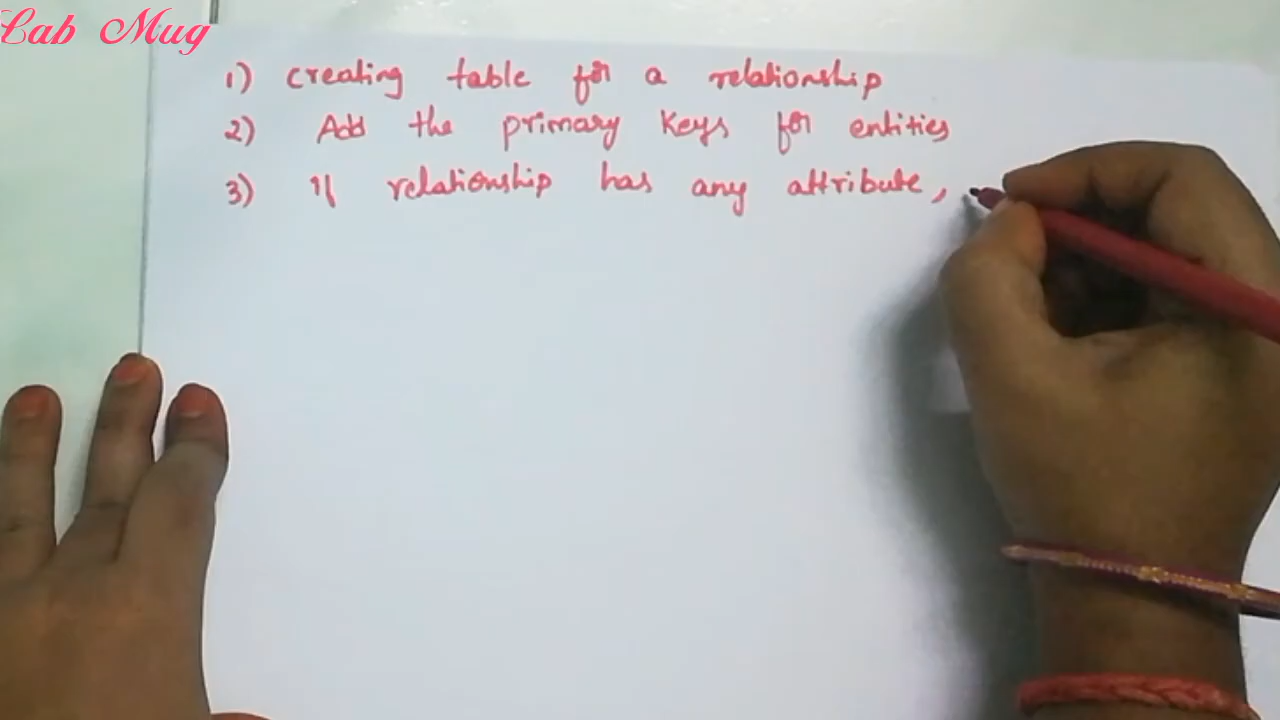 Lab Mug
1) creating table for a relationship
2) Add the primary keys for entities
3) If relationship has any attribute,